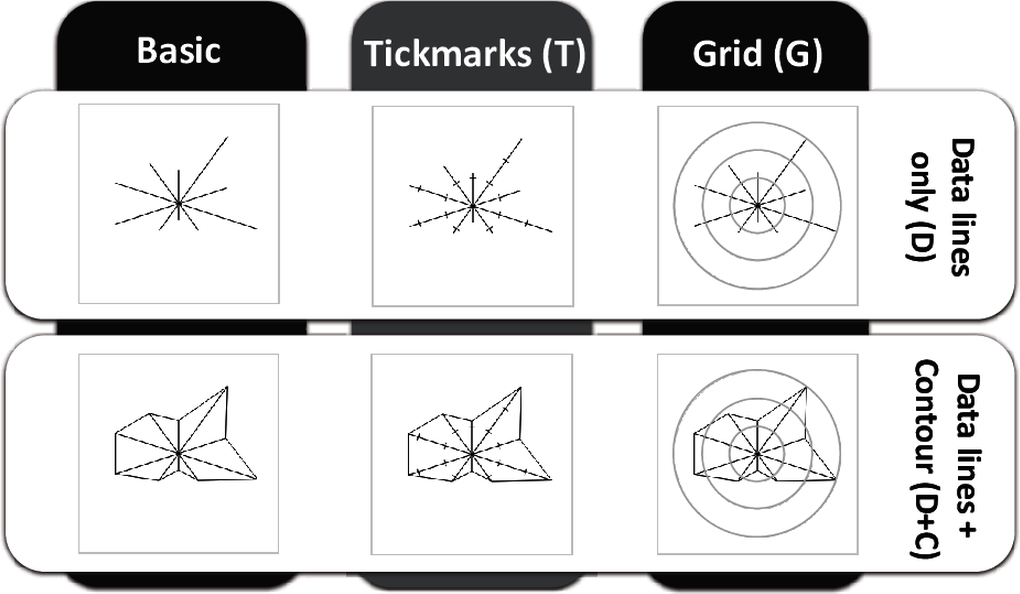 Basic
Tickmarks (T)
Grid (G)
Data lines
only (D)
Data lines +
Contour (D+C)